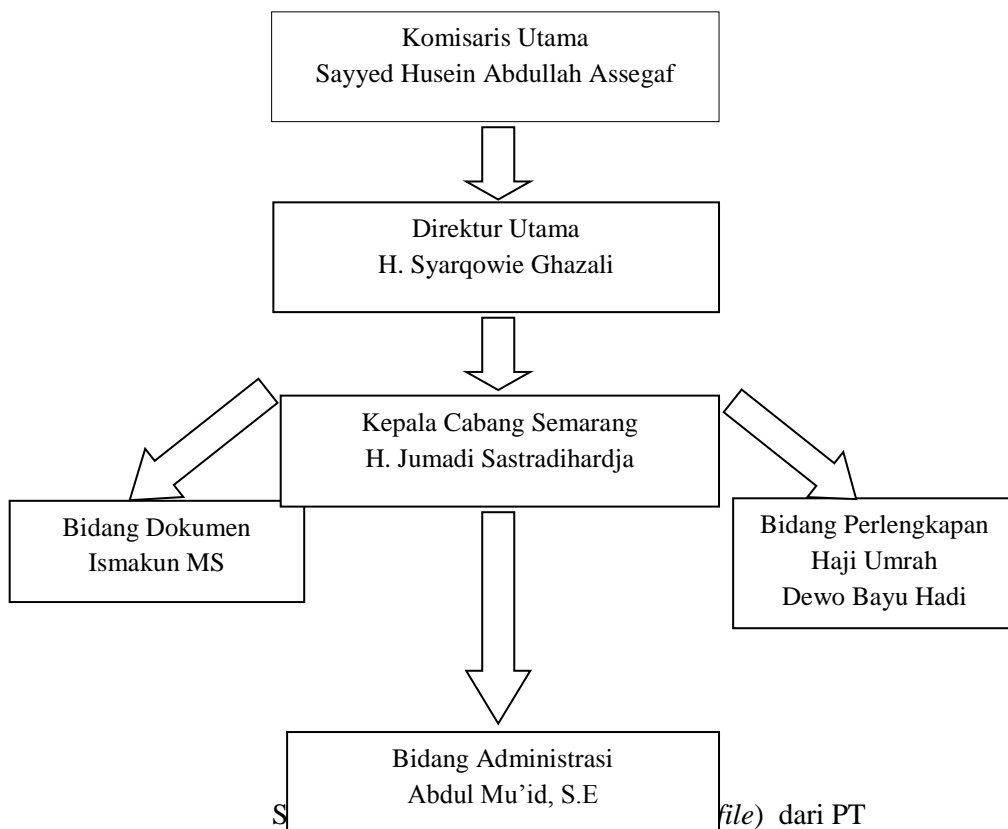 Komisaris Utama
Sayyed Husein Abdullah Assegaf
Direktur Utama
H. Syarqowie Ghazali
Kepala Cabang Semarang
H. Jumadi Sastradihardja
Bidang Dokumen
Ismakun MS
Bidang Perlengkapan
Haji Umrah
Dewo Bayu Hadi
Bidang Administrasi
Abdul Mu’id, S.E
S file) dari PT